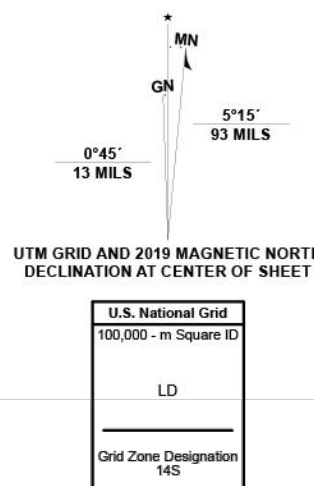 MN
GN
5°15´
93 MILS
0°45´
13 MILS
UTM GRID AND 2019 MAGNETIC NORTH
DECLINATION AT CENTER OF SHEET
U.S. National Grid
100,000 - m Square ID
LD
Grid Zone Designation
14S